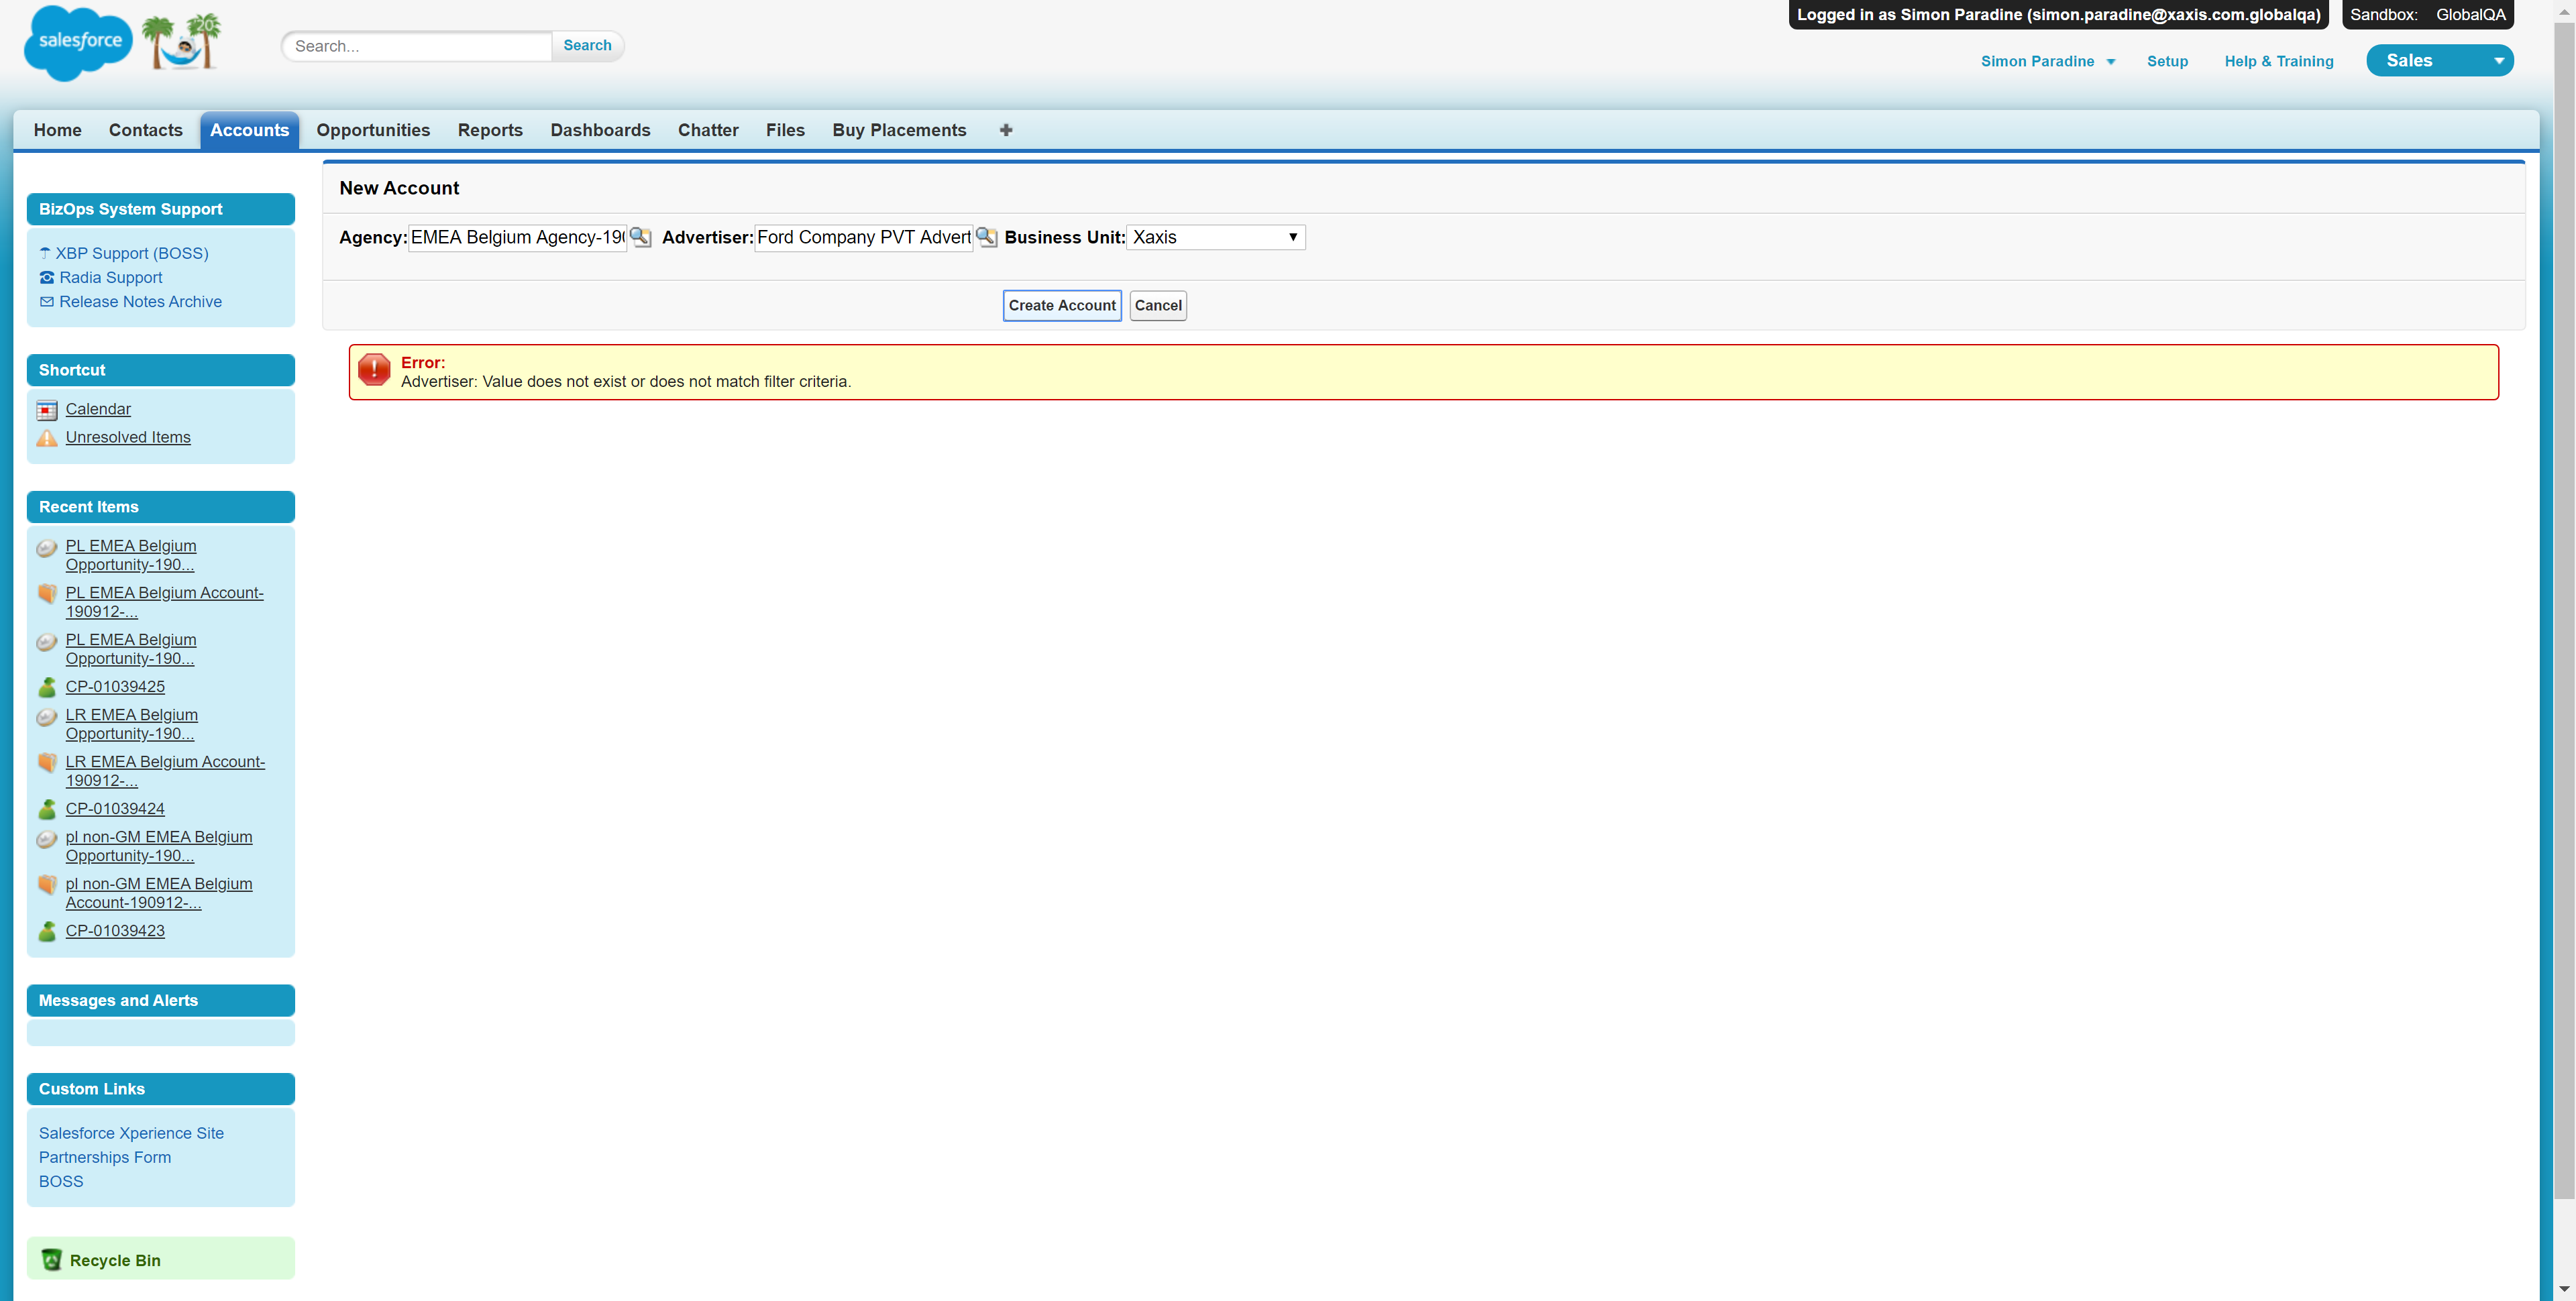 Logged in as Simon Paradine (simon.paradine@xaxis.com.globalqa)
Sandbox: GlobalQA
salesforce
'20
Search...
Search
Simon Paradine
Setup
Help & Training
Sales
Home
Contacts
Accounts
Opportunities
Reports
Dashboards
Chatter
Files
Buy Placements
BizOps System Support
XBP Support (BOSS)
Radia Support
Release Notes Archive
Shortcut
Calendar
Unresolved Items
Recent Items
PL EMEA Belgium
Opportunity-190...
PL EMEA Belgium Account-
190912-...
PL EMEA Belgium
Opportunity-190...
CP-01039425
LR EMEA Belgium
Opportunity-190...
LR EMEA Belgium Account-
190912-...
CP-01039424
pl non-GM EMEA Belgium
Opportunity-190...
pl non-GM EMEA Belgium
Account-190912-...
CP-01039423
Messages and Alerts
Custom Links
Salesforce Xperience Site
Partnerships Form
BOSS
Recycle Bin
New Account
Agency: EMEA Belgium Agency-190 Advertiser: Ford Company PVT Advert Business Unit: Xaxis
Create Account
Cancel
Error:
Advertiser: Value does not exist or does not match filter criteria.